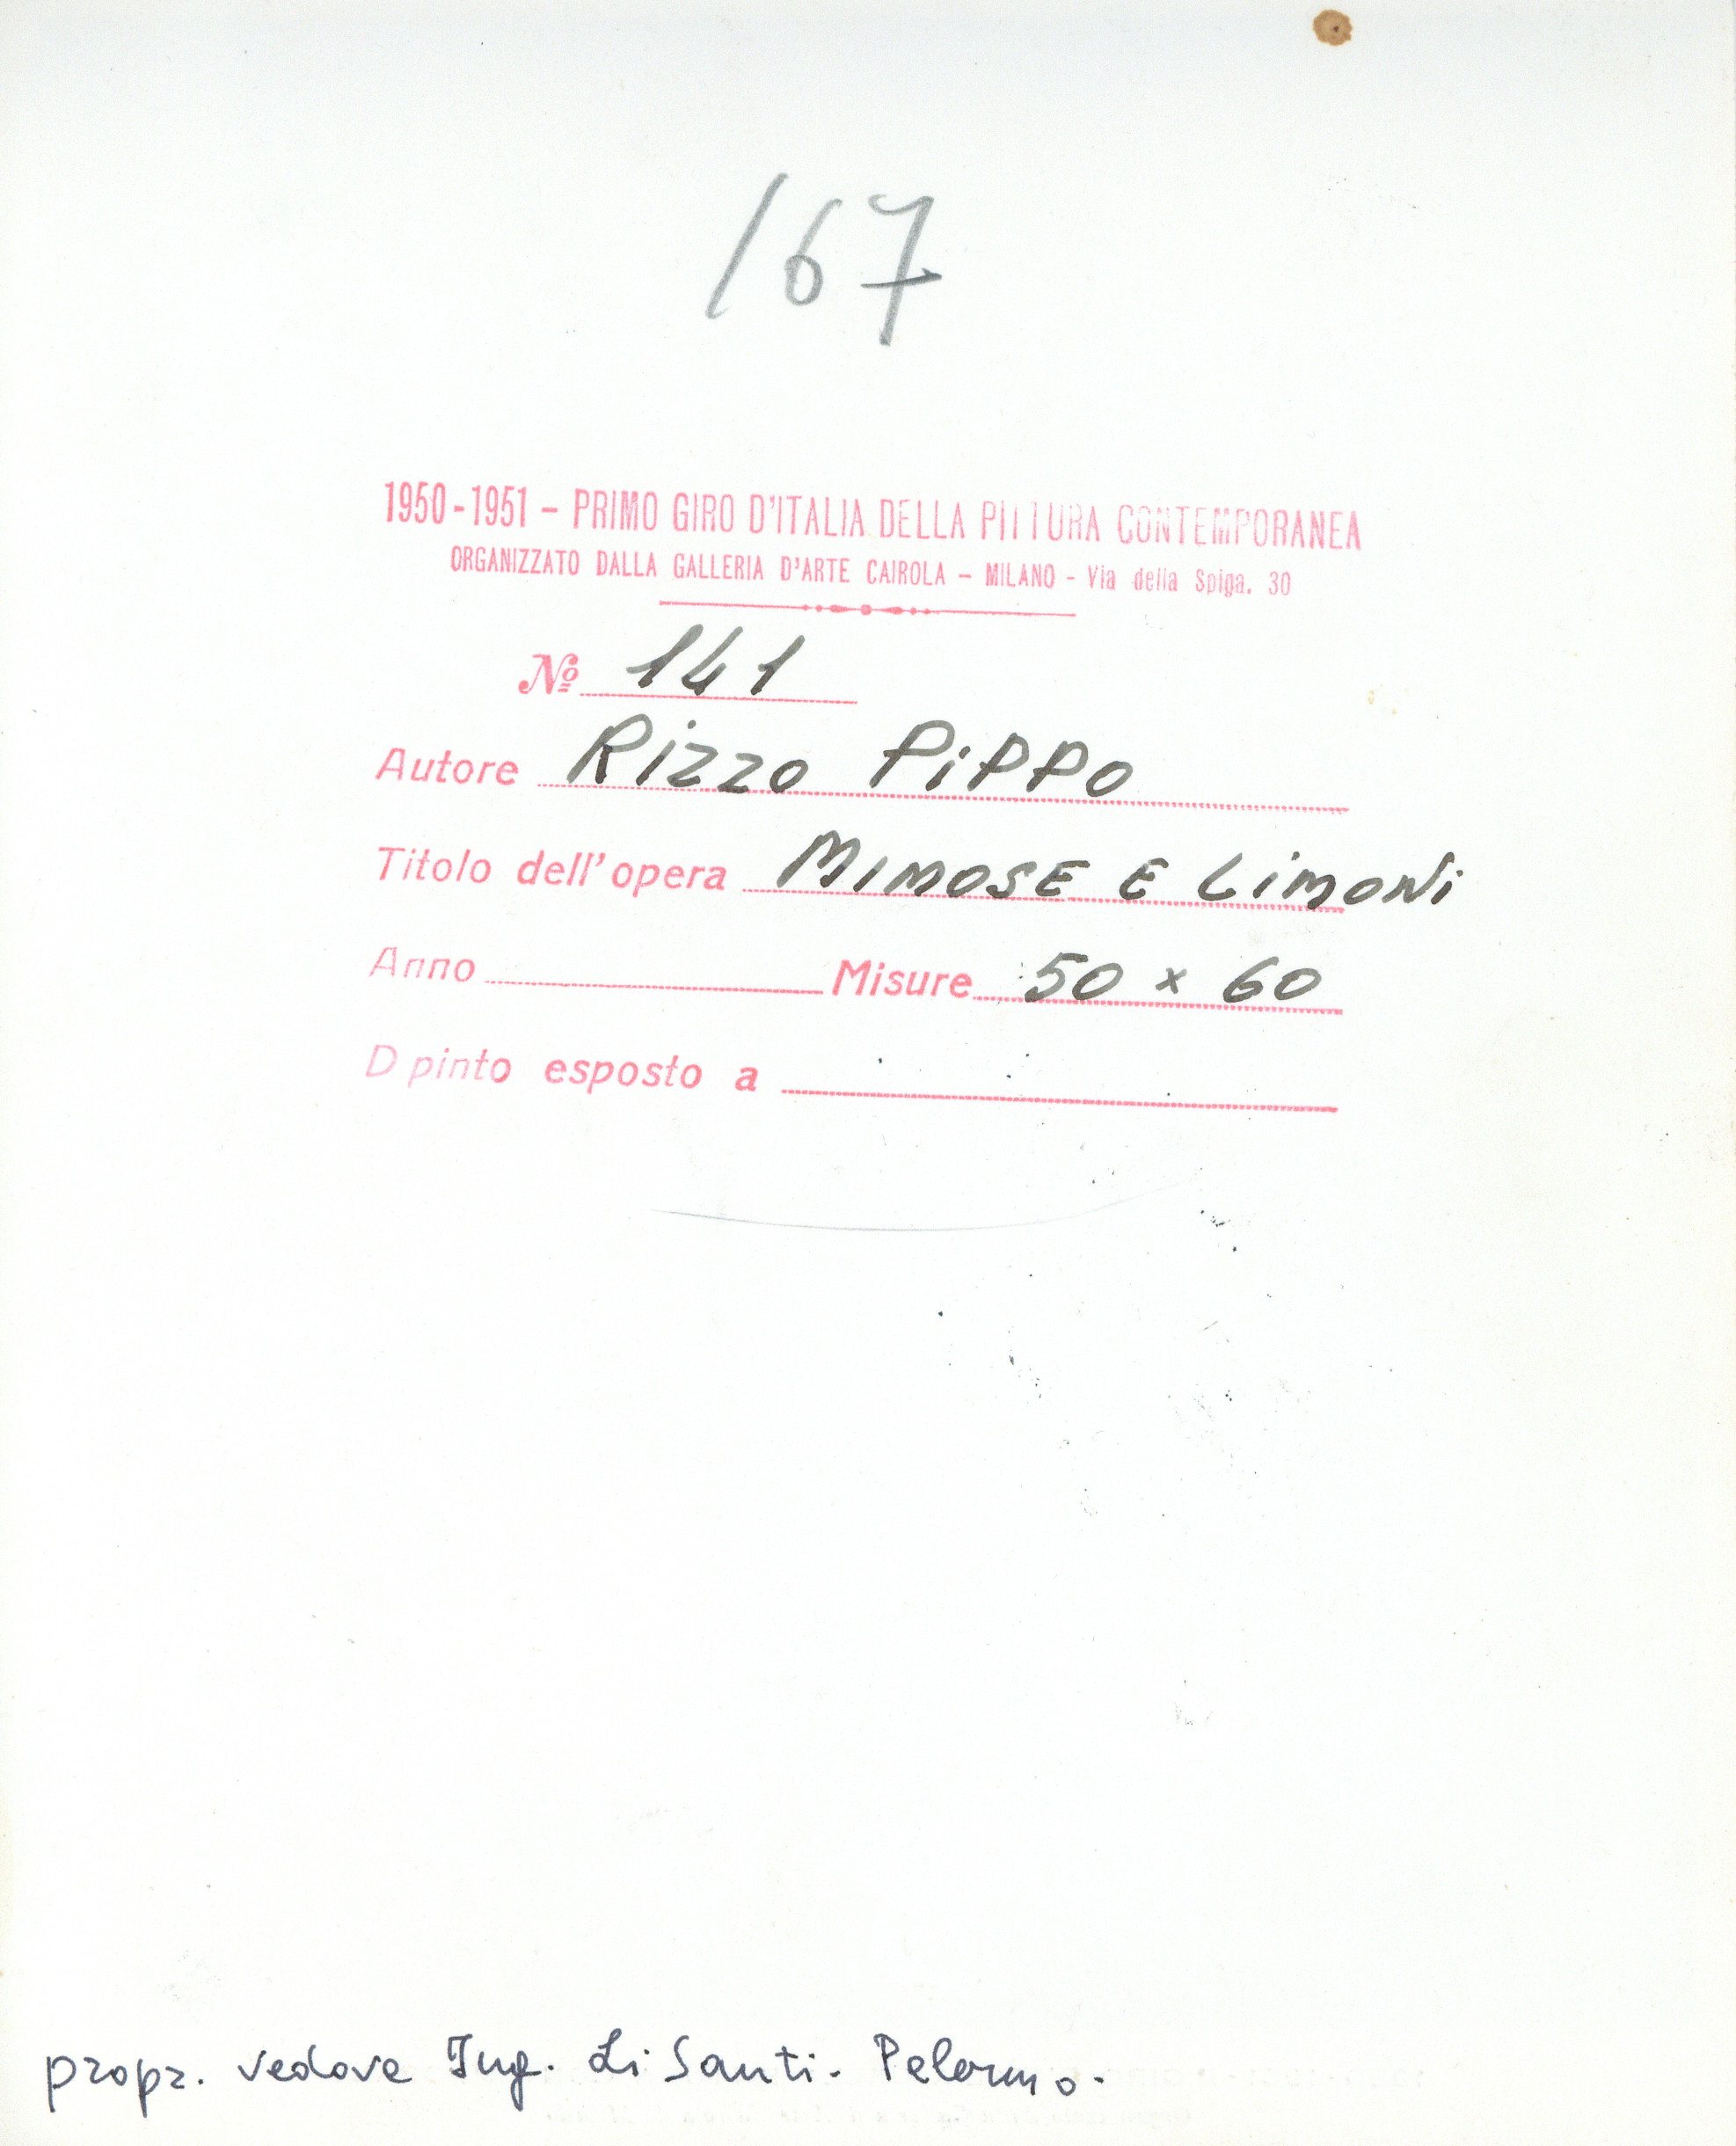 167
1950-1951 - PRIMO GIRO D'ITALIA DELLA PITTURA CONTEMPORANEA
ORGANIZZATO DALLA GALLERIA D'ARTE CAIROLA - MILANO - Via della Spiga, 30
Nº 141
Autore RIZZO PIPPO
Titolo dell'opera MIMOSE E LIMONI
Anno Misure 50 x 60
D pinto esposto a
propr. vedova Ing. Li Santi. Palermo.